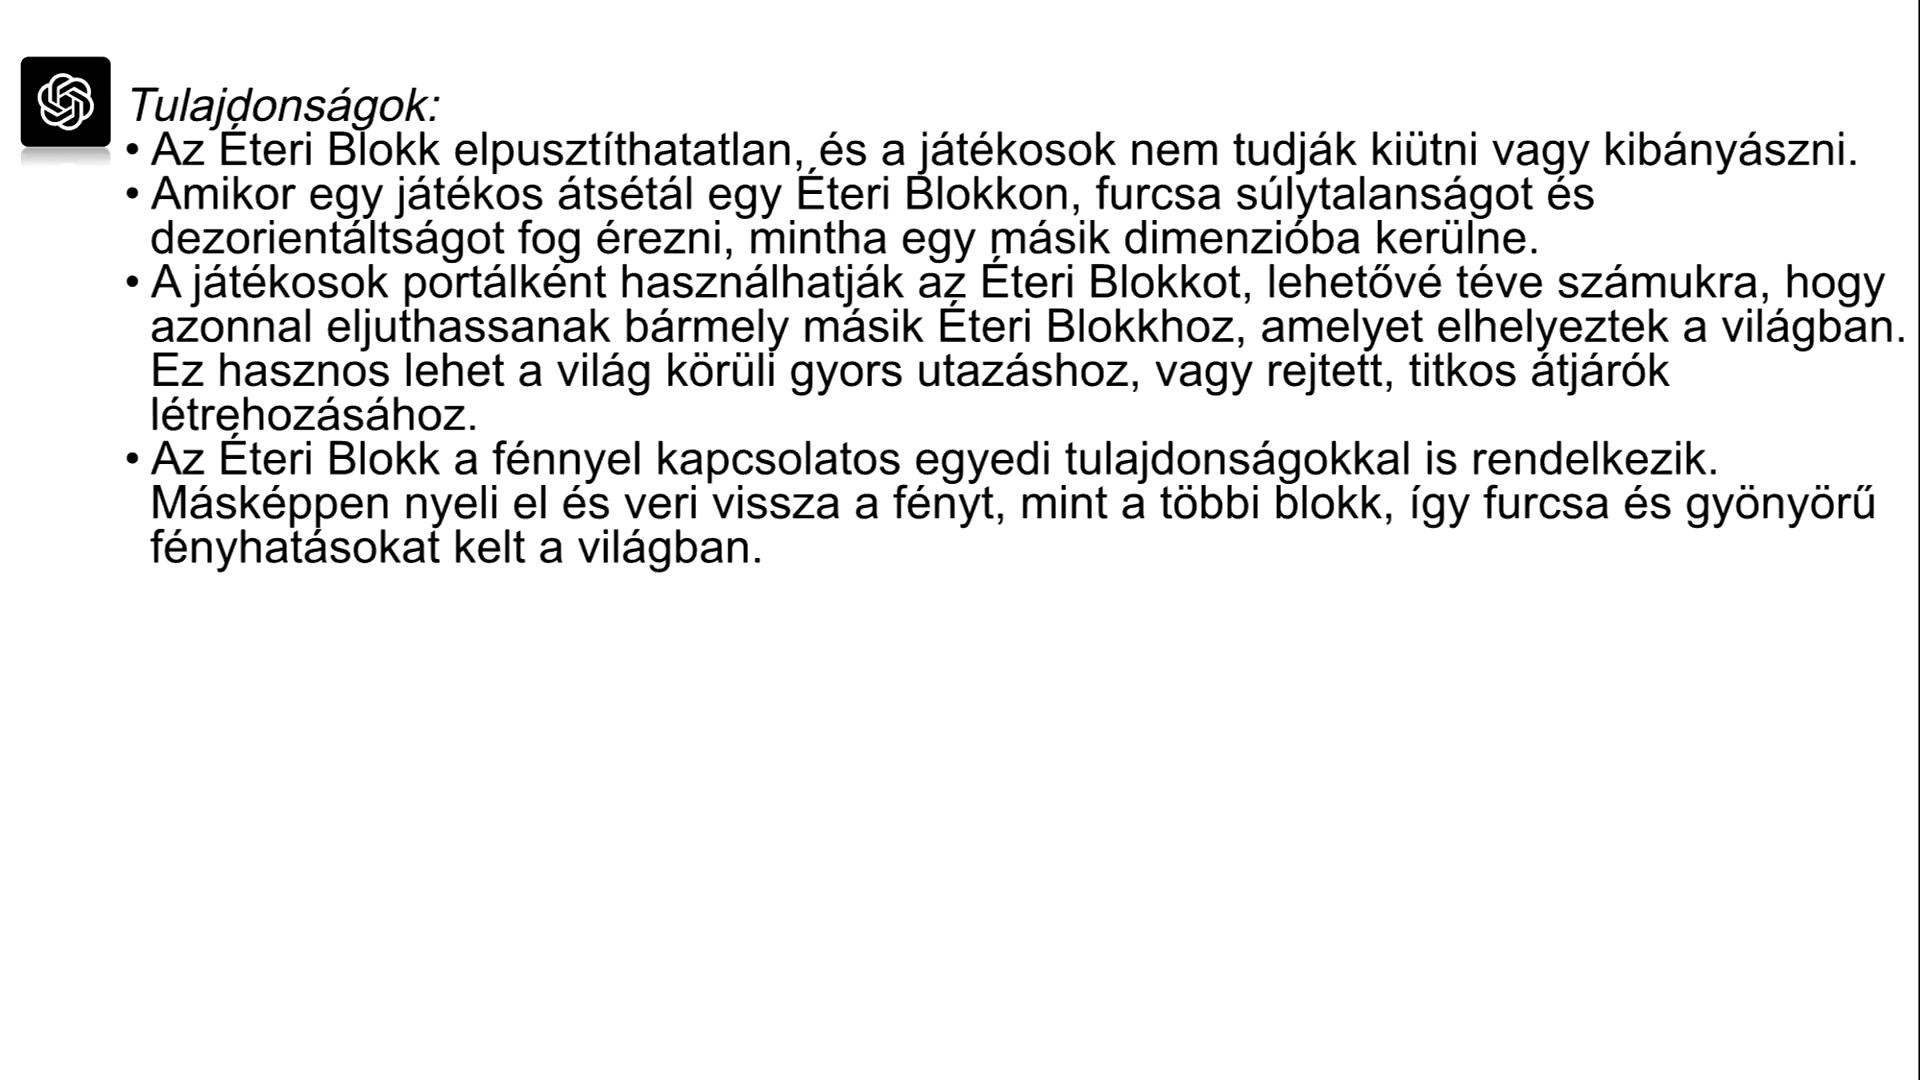 Tulajdonságok:
• Az Éteri Blokk elpusztíthatatlan, és a játékosok nem tudják kiütni vagy kibányászni.
• Amikor egy játékos átsétál egy Éteri Blokkon, furcsa súlytalanságot és
dezorientáltságot fog érezni, mintha egy másik dimenzióba kerülne.
• A játékosok portálként használhatják az Éteri Blokkot, lehetővé téve számukra, hogy
azonnal eljuthassanak bármely másik Éteri Blokkhoz, amelyet elhelyeztek a világban.
Ez hasznos lehet a világ körüli gyors utazáshoz, vagy rejtett, titkos átjárók
létrehozásához.
• Az Éteri Blokk a fénnyel kapcsolatos egyedi tulajdonságokkal is rendelkezik.
Másképpen nyeli el és veri vissza a fényt, mint a többi blokk, így furcsa és gyönyörű
fényhatásokat kelt a világban.